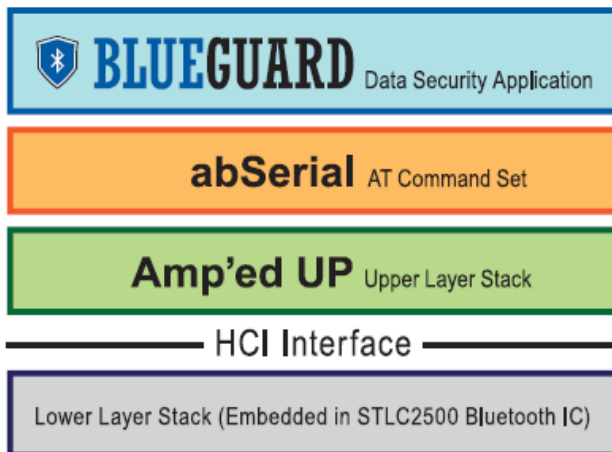 BLUEGUARD Data Security Application
abSerial AT Command Set
Amp'ed UP Upper Layer Stack
HCI Interface
Lower Layer Stack (Embedded in STLC2500 Bluetooth IC)